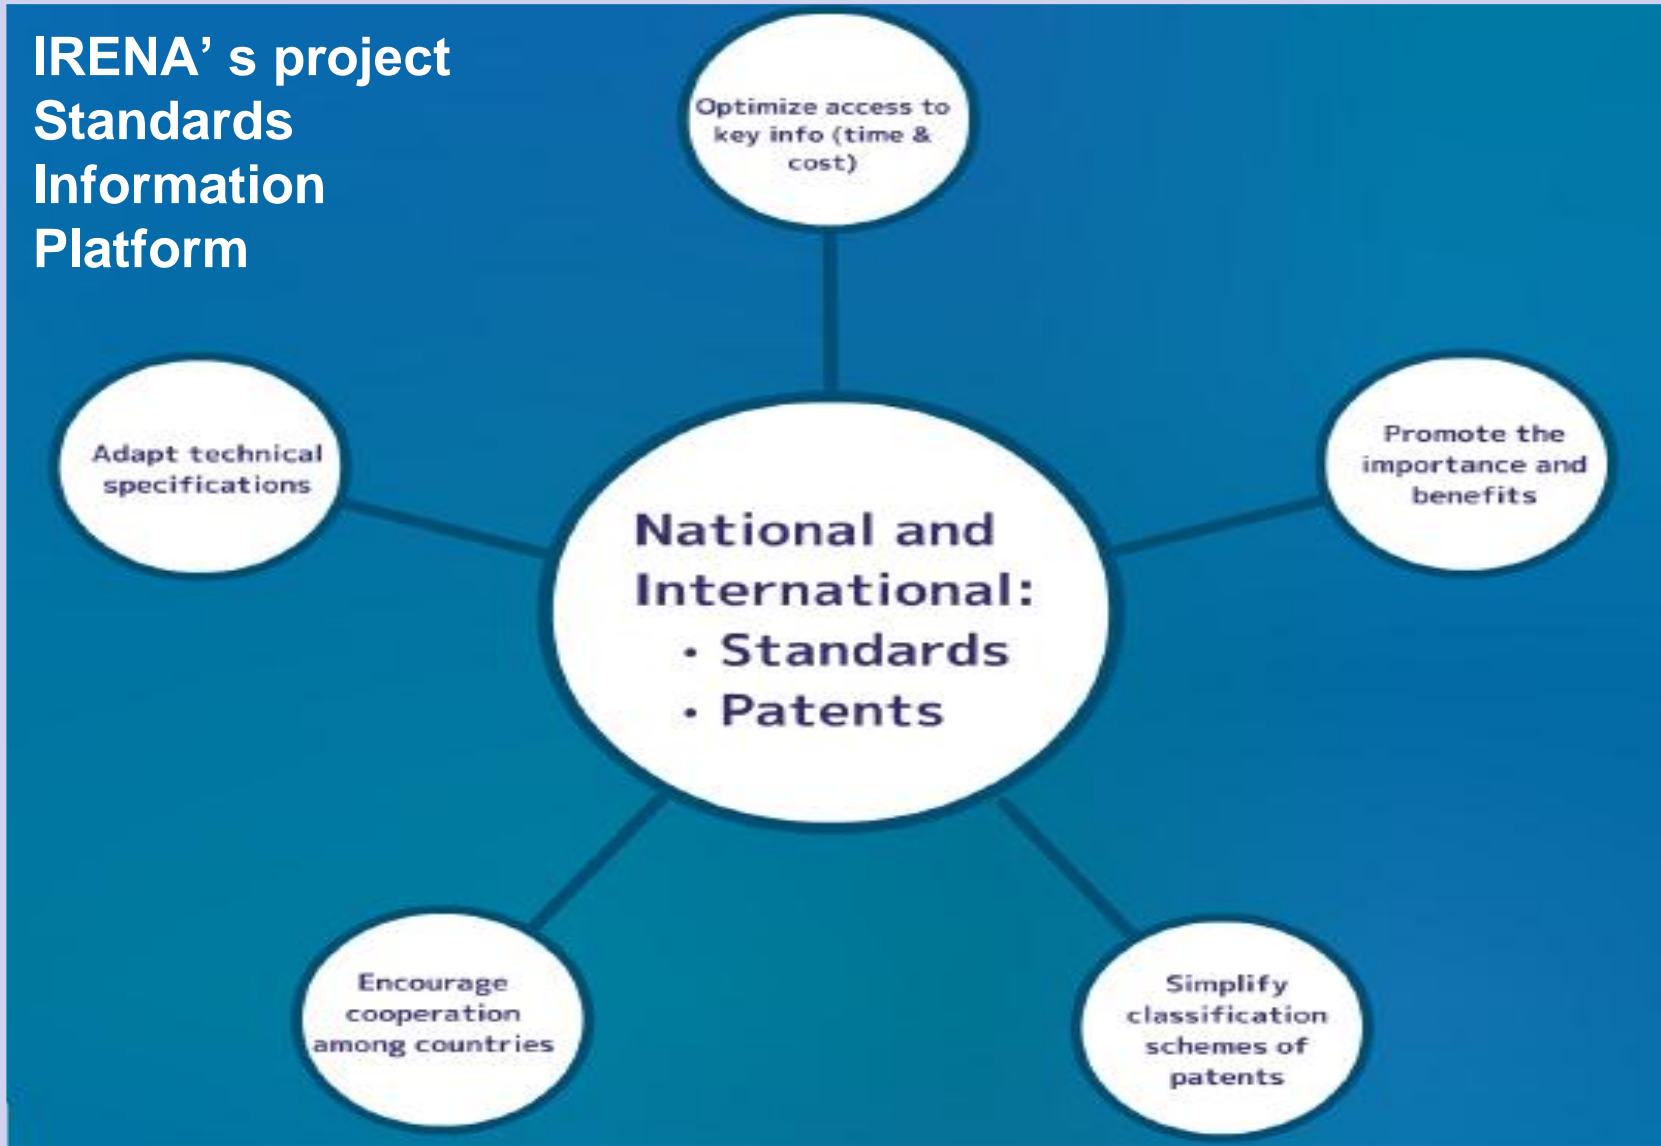 IRENA’ s project
Standards
Information
Platform
Optimize access to
key info (time &
cost)
Adapt technical
specifications
Promote the
importance and
benefits
National and
International:
• Standards
• Patents
Encourage
cooperation
among countries
Simplify
classification
schemes of
patents